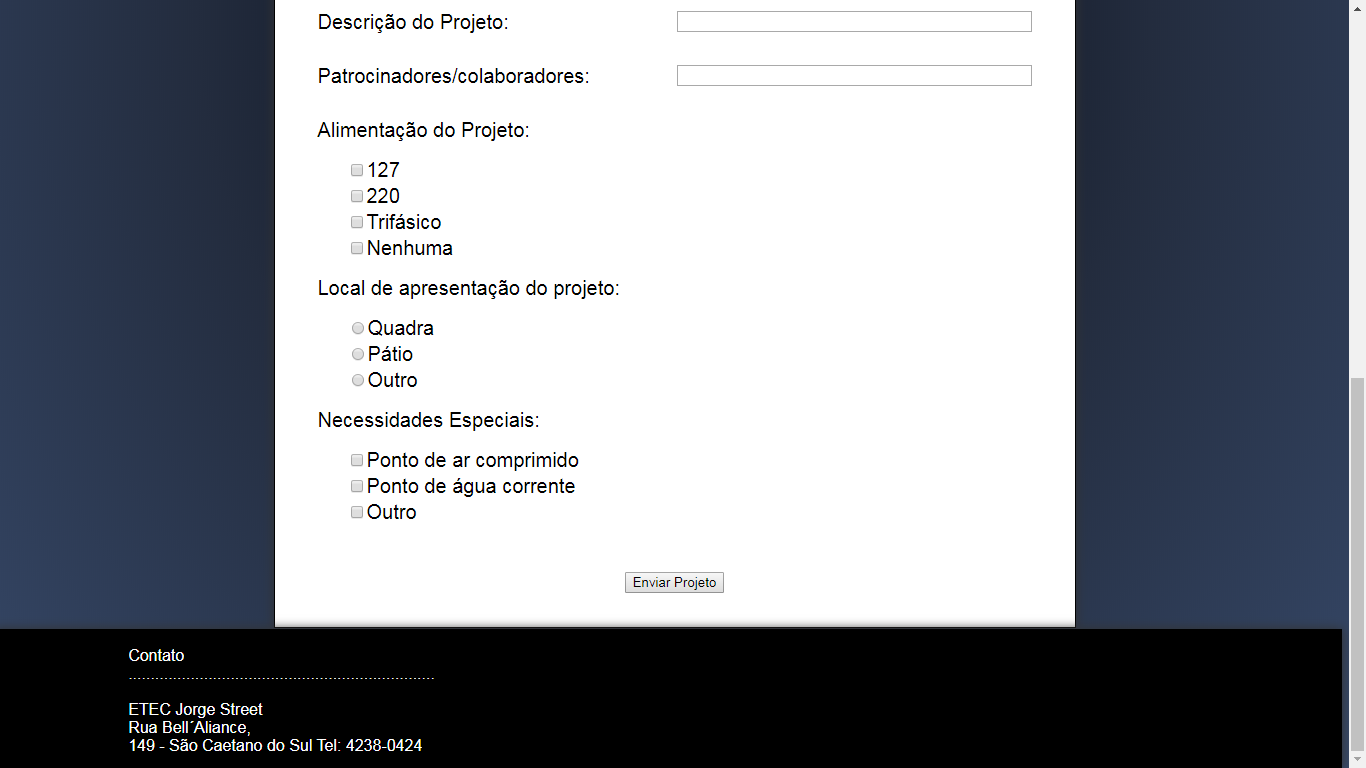 Descrição do Projeto:
Patrocinadores/colaboradores:
Alimentação do Projeto:
127
220
Trifásico
Nenhuma
Local de apresentação do projeto:
Quadra
Pátio
Outro
Necessidades Especiais:
Ponto de ar comprimido
Ponto de água corrente
Outro
Enviar Projeto
Contato
ETEC Jorge Street
Rua Bell´Aliance,
149 - São Caetano do Sul Tel: 4238-0424